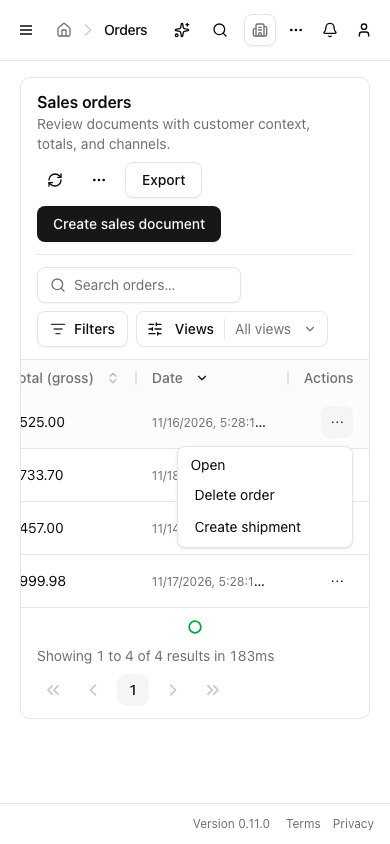 Orders
Sales orders
Review documents with customer context,
totals, and channels.
Export
Create sales document
Search orders...
Filters
Views
All views
otal (gross)
Date
Actions
525.00
11/16/2026, 5:28:1...
733.70
11/18
Open
Delete order
457.00
11/14
Create shipment
999.98
11/17/2026, 5:28:1...
Showing 1 to 4 of 4 results in 183ms
1
Version 0.11.0
Terms
Privacy